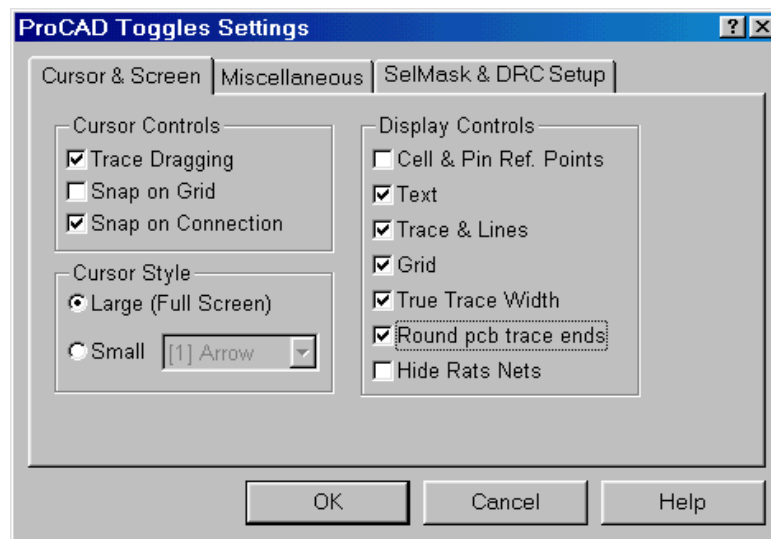 ProCAD Toggles Settings
Cursor & Screen
Miscellaneous
SelMask & DRC Setup
Cursor Controls
Trace Dragging
Snap on Grid
Snap on Connection
Cursor Style
Large (Full Screen)
Small [1] Arrow
Display Controls
Cell & Pin Ref. Points
Text
Trace & Lines
Grid
True Trace Width
Round pcb trace ends
Hide Rats Nets
OK
Cancel
Help